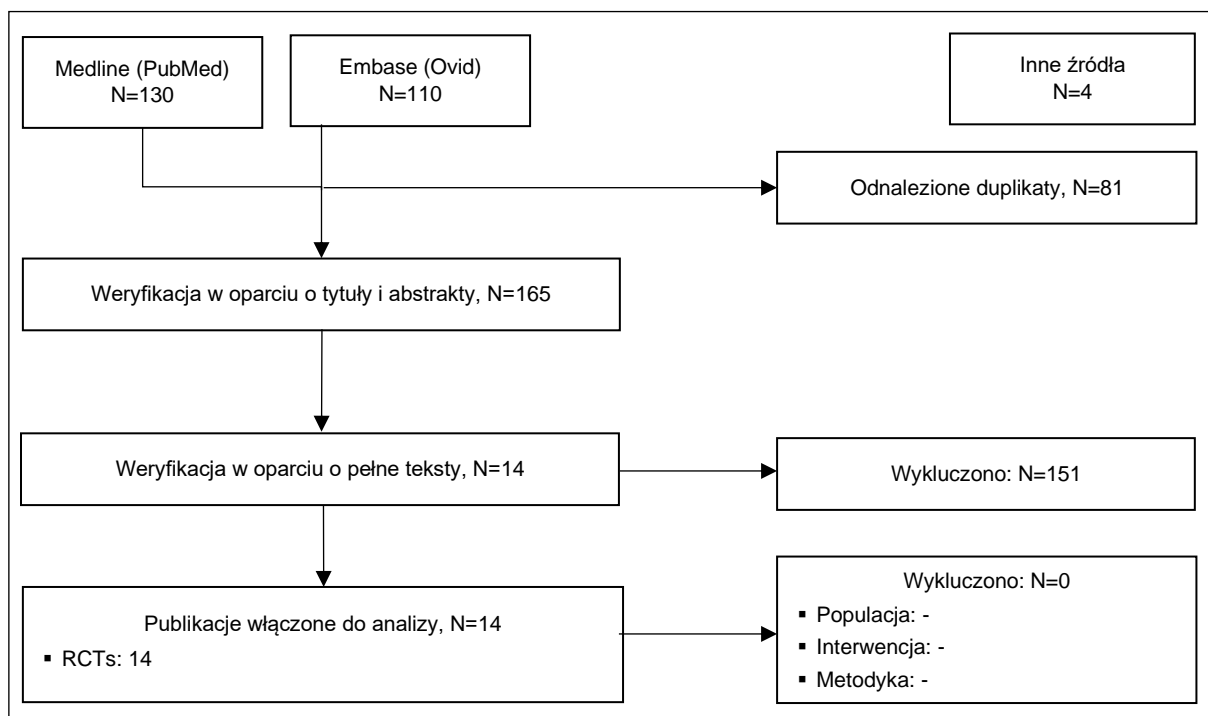 Medline (PubMed)
N=130
Embase (Ovid)
N=110
Inne źródła
N=4
Odnalezione duplikaty, N=81
Weryfikacja w oparciu o tytuły i abstrakty, N=165
Weryfikacja w oparciu o pełne teksty, N=14
Wykluczono: N=151
Publikacje włączone do analizy, N=14
▪ RCTs: 14
Wykluczono: N=0
▪ Populacja: -
▪ Interwencja: -
▪ Metodyka: -